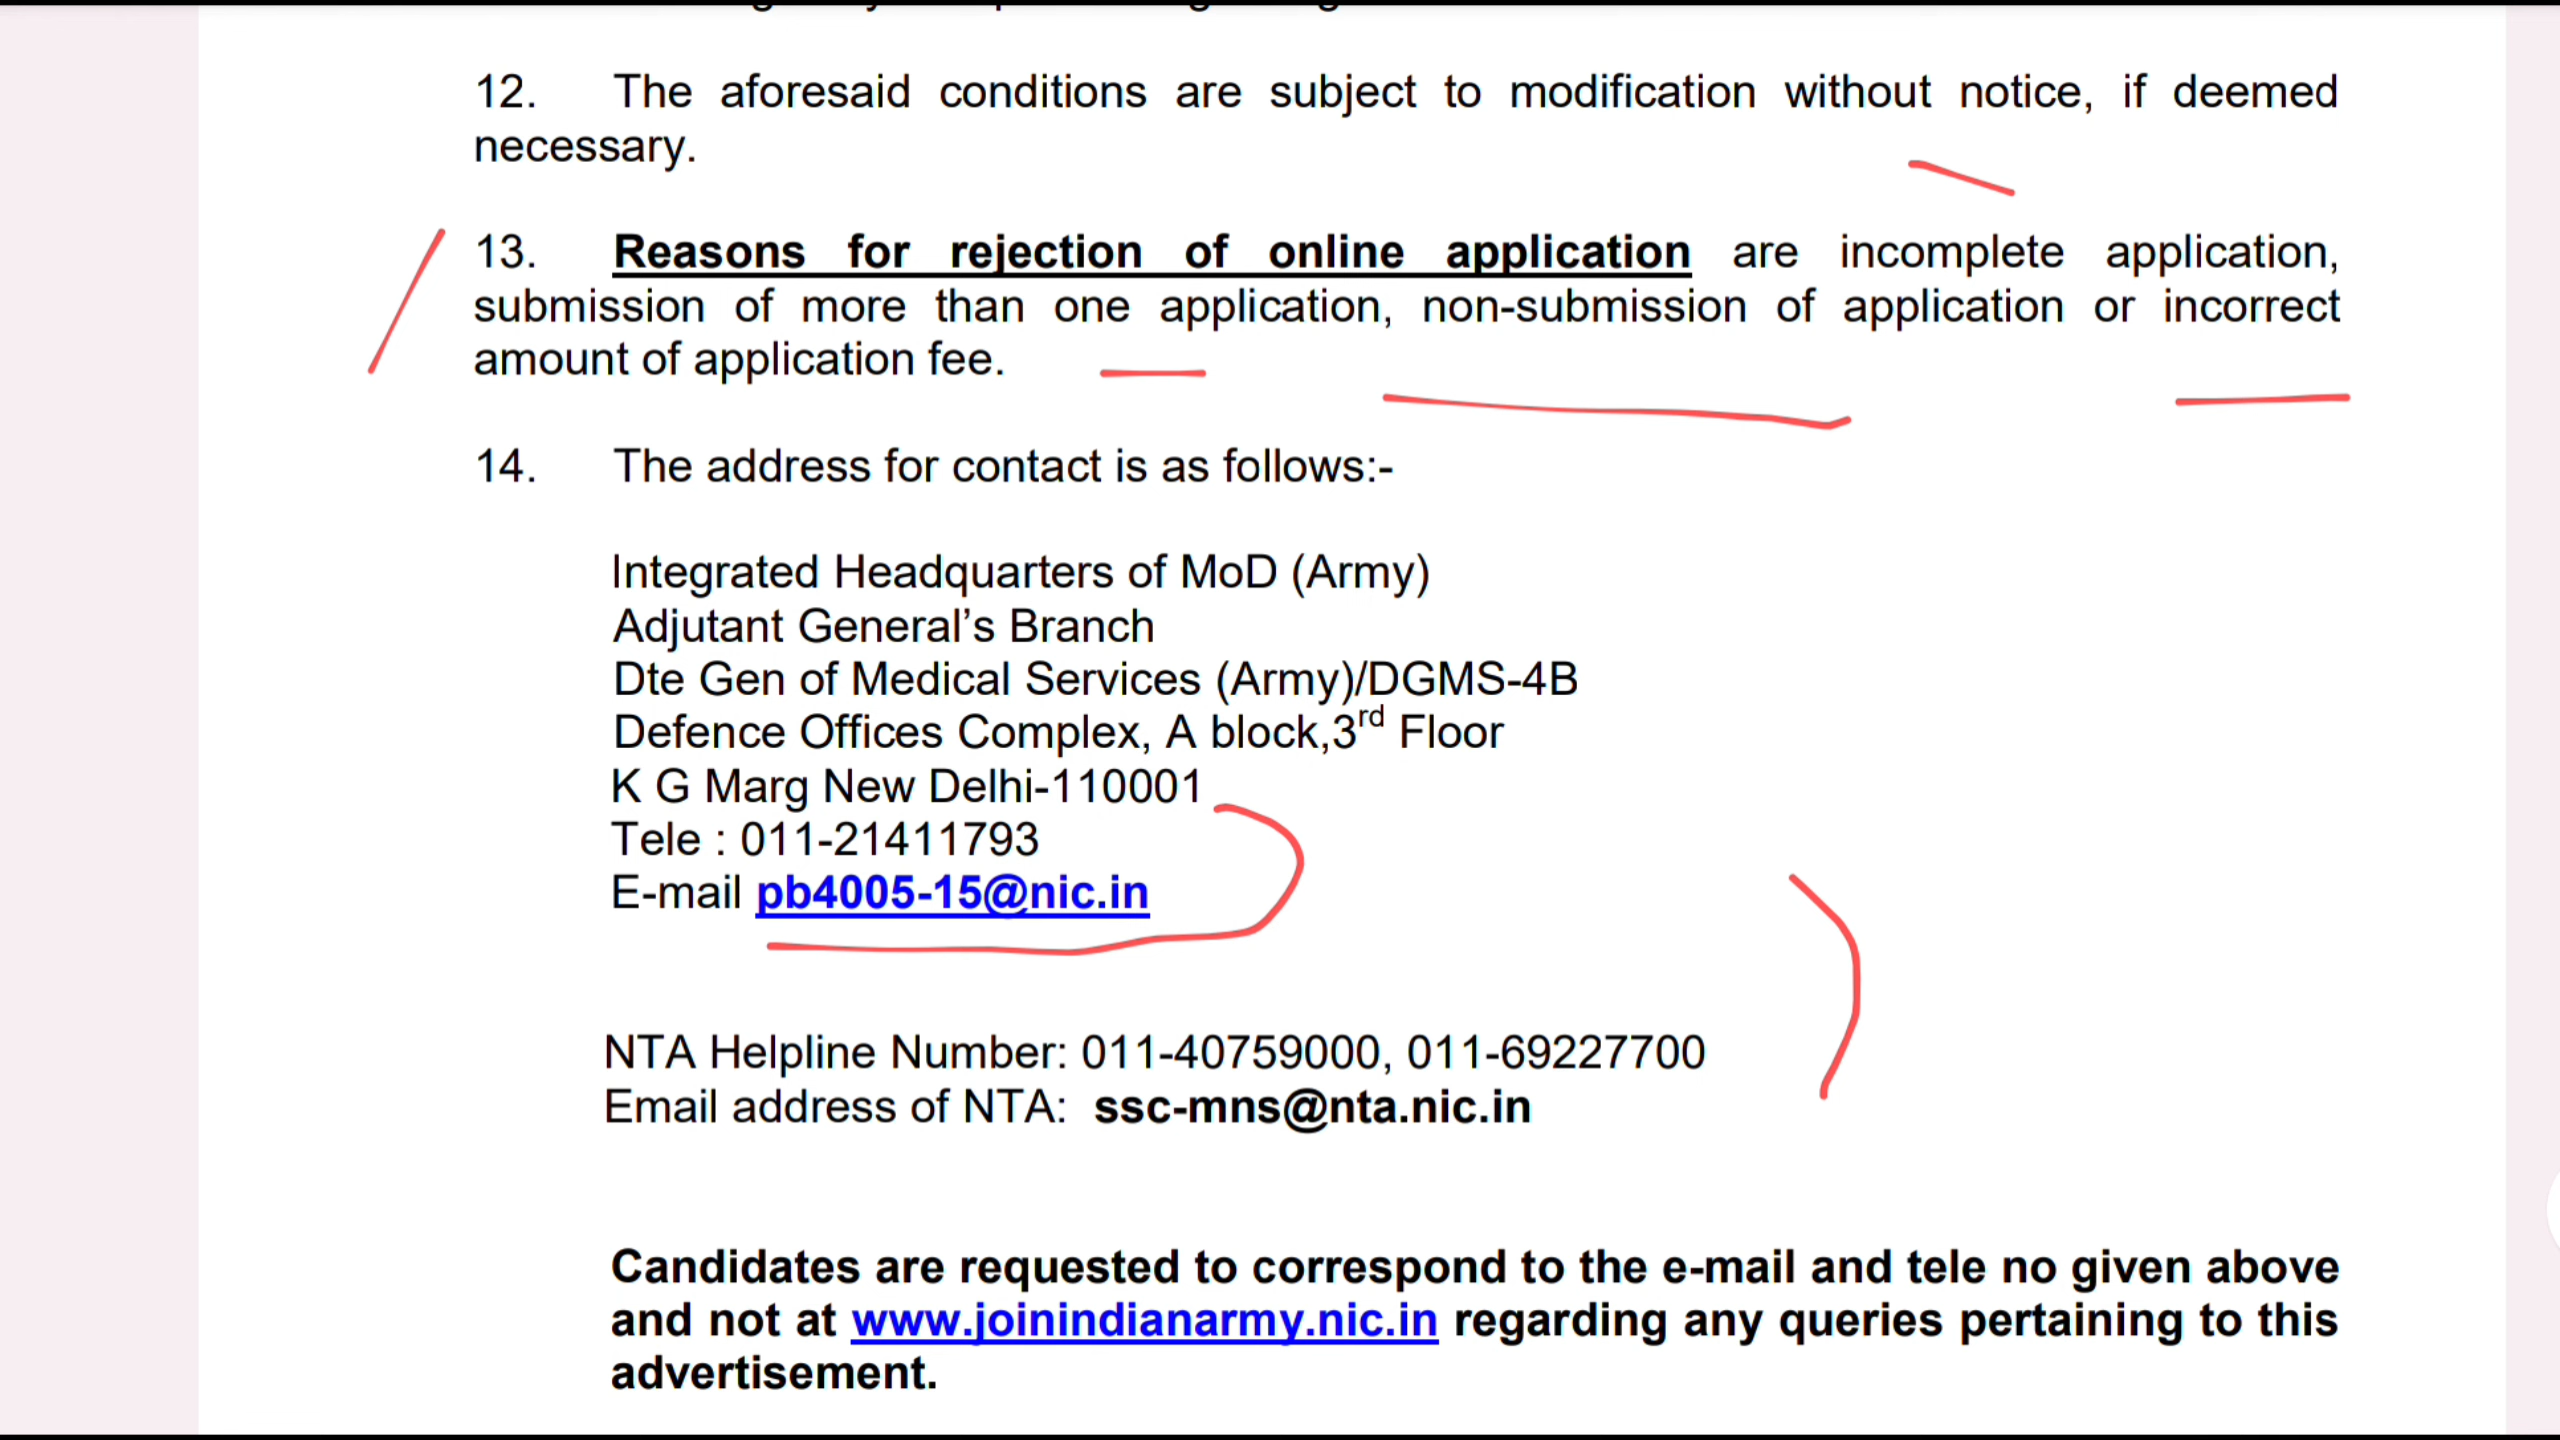 12. The aforesaid conditions are subject to modification without notice, if deemed
necessary.
13. Reasons for rejection of online application are incomplete application,
submission of more than one application, non-submission of application or incorrect
amount of application fee.
14. The address for contact is as follows:-
Integrated Headquarters of MoD (Army)
Adjutant General’s Branch
Dte Gen of Medical Services (Army)/DGMS-4B
Defence Offices Complex, A block,3rd Floor
K G Marg New Delhi-110001
Tele : 011-21411793
E-mail pb4005-15@nic.in
NTA Helpline Number: 011-40759000, 011-69227700
Email address of NTA: ssc-mns@nta.nic.in
Candidates are requested to correspond to the e-mail and tele no given above
and not at www.joinindianarmy.nic.in regarding any queries pertaining to this
advertisement.